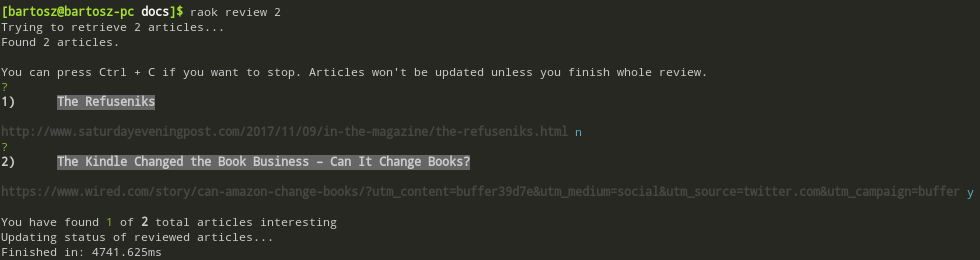 [bartosz@bartosz-pc docs]$ raok review 2
Trying to retrieve 2 articles...
Found 2 articles.
You can press Ctrl + C if you want to stop. Articles won't be updated unless you finish whole review.
?
1) The Refuseniks
http://www.saturdayeveningpost.com/2017/11/09/in-the-magazine/the-refuseniks.html n
?
2) The Kindle Changed the Book Business – Can It Change Books?
https://www.wired.com/story/can-amazon-change-books/?utm_content=buffer39d7e&utm_medium=social&utm_source=twitter.com&utm_campaign=buffer y
You have found 1 of 2 total articles interesting
Updating status of reviewed articles...
Finished in: 4741.625ms